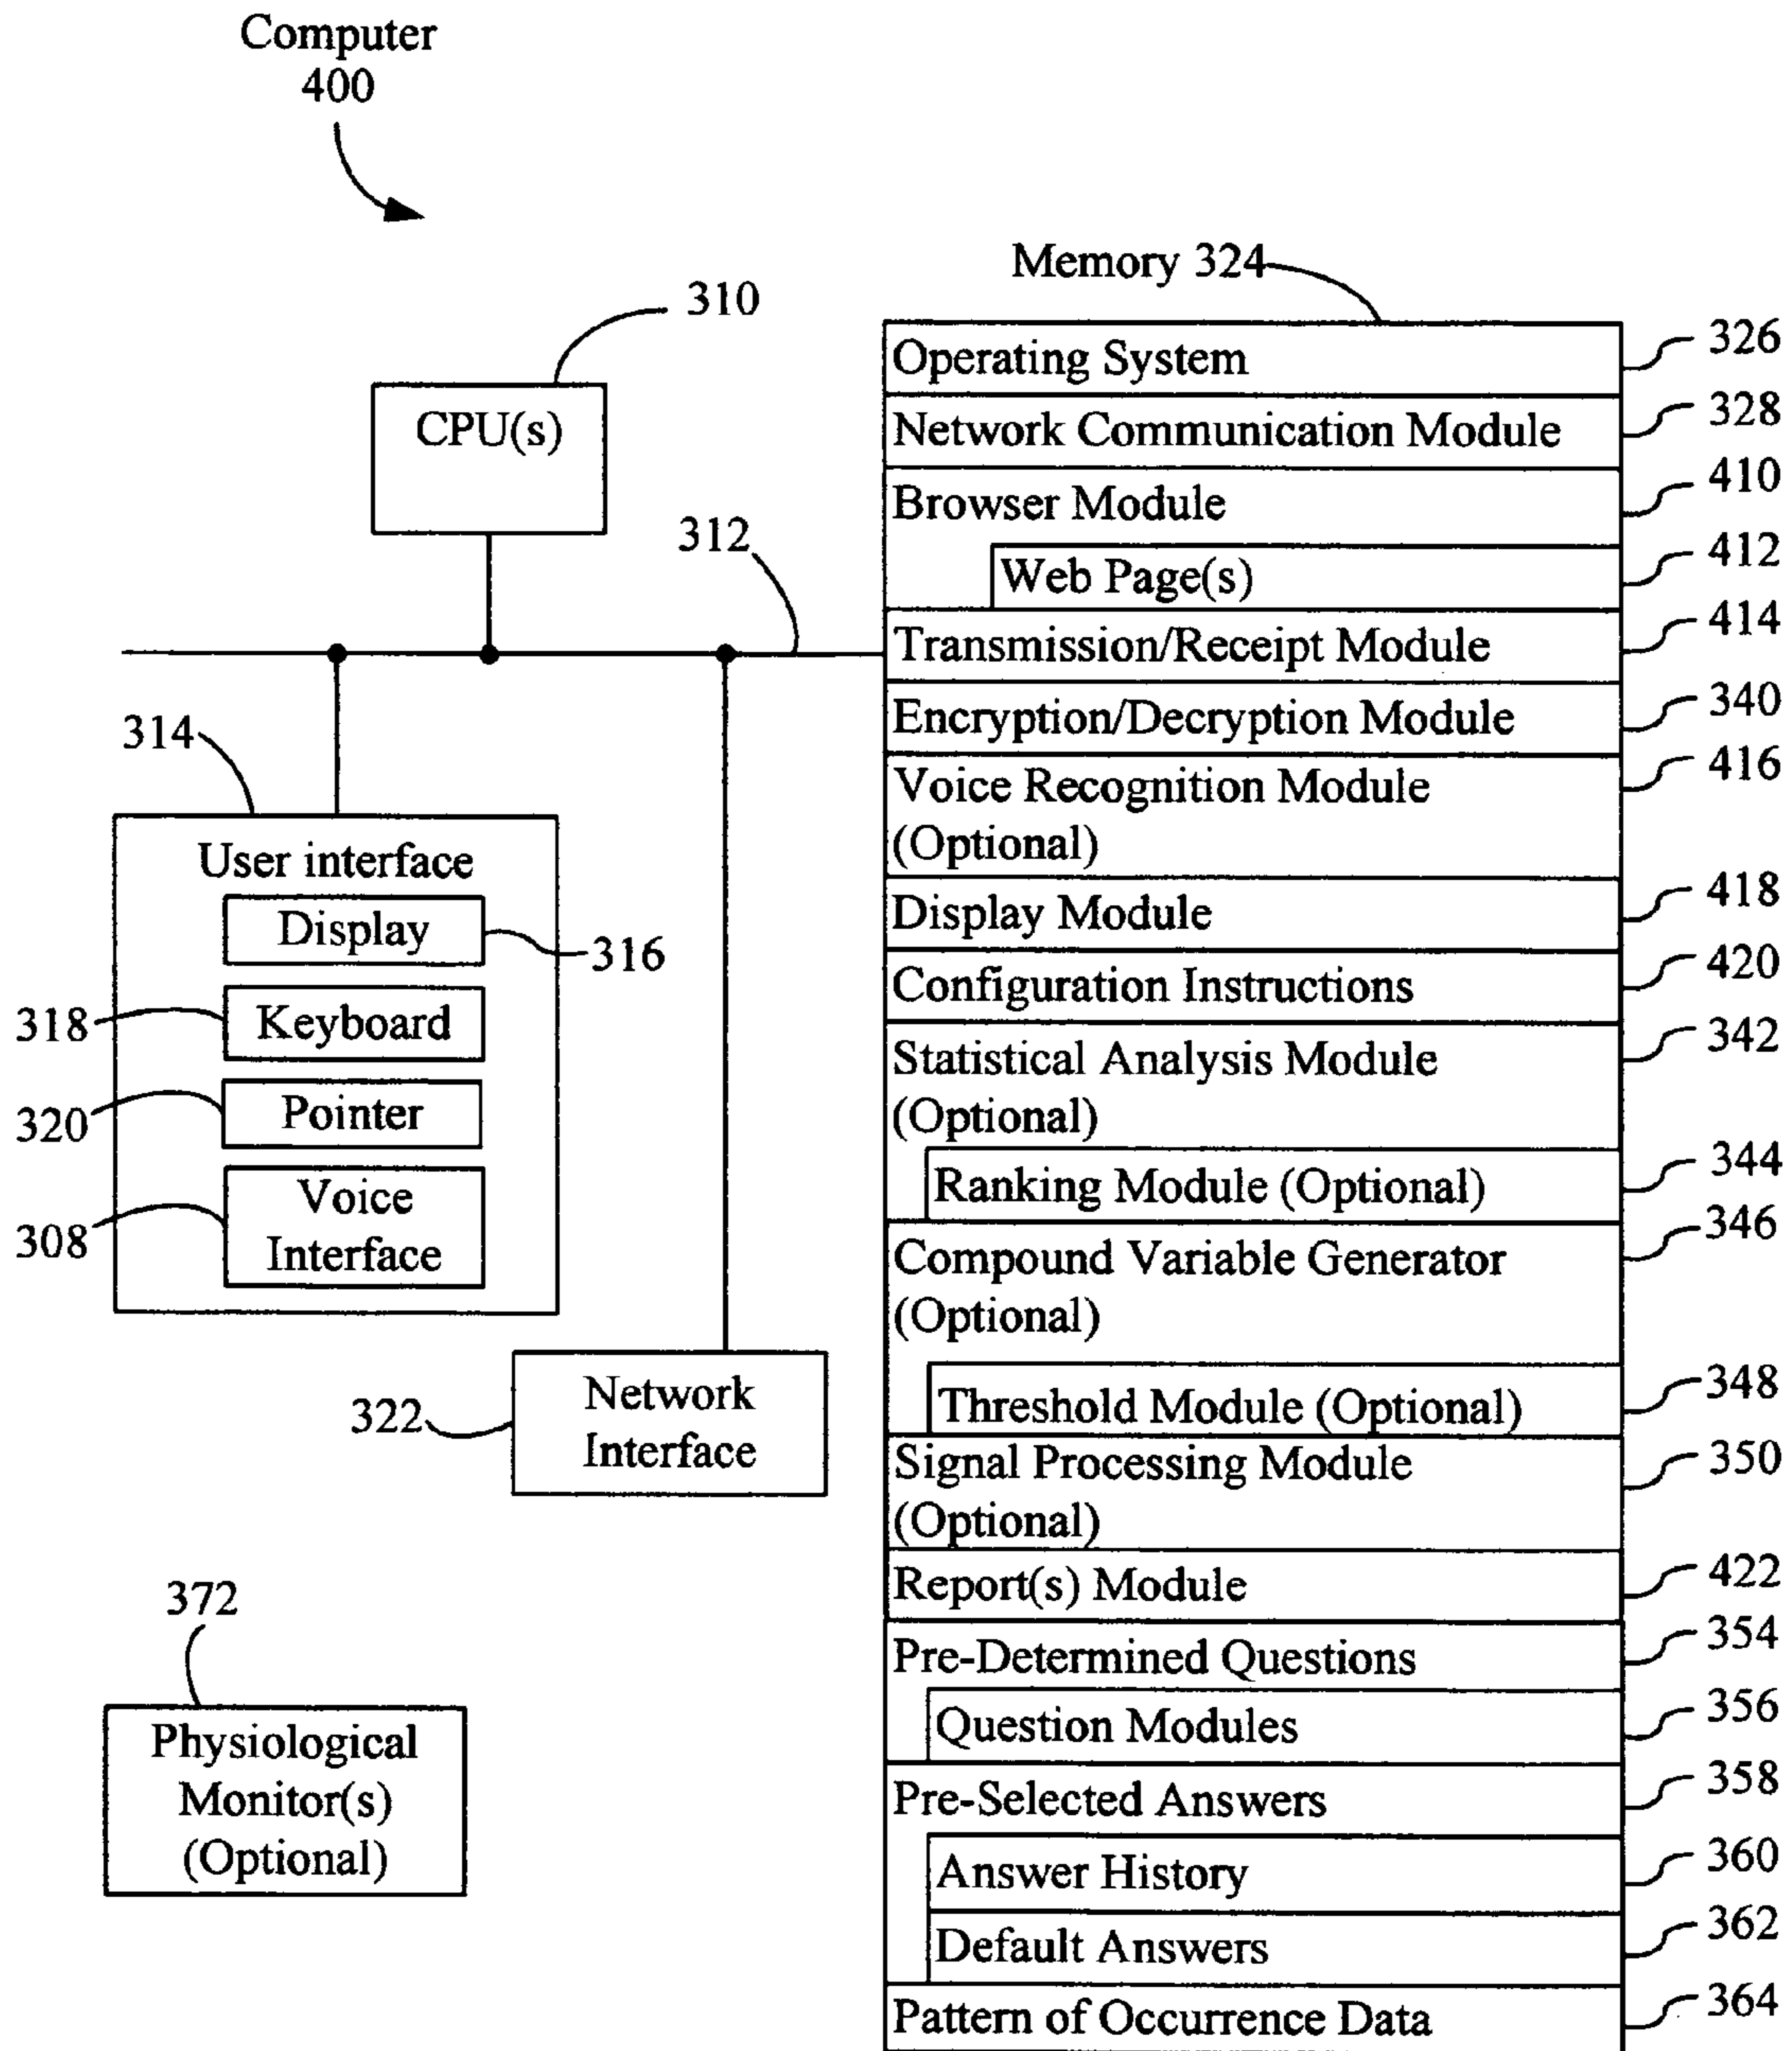 Computer
400
Memory 324
310
CPU(s)
312
314
User interface
Display
316
318
Keyboard
320
Pointer
308
Voice
Interface
322
Network
Interface
372
Physiological
Monitor(s)
(Optional)
Operating System
326
Network Communication Module
328
Browser Module
410
Web Page(s)
412
Transmission/Receipt Module
414
Encryption/Decryption Module
340
Voice Recognition Module
(Optional)
416
Display Module
418
Configuration Instructions
420
Statistical Analysis Module
(Optional)
342
Ranking Module (Optional)
344
Compound Variable Generator
(Optional)
346
Threshold Module (Optional)
348
Signal Processing Module
(Optional)
350
Report(s) Module
422
Pre-Determined Questions
354
Question Modules
356
Pre-Selected Answers
358
Answer History
360
Default Answers
362
Pattern of Occurrence Data
364